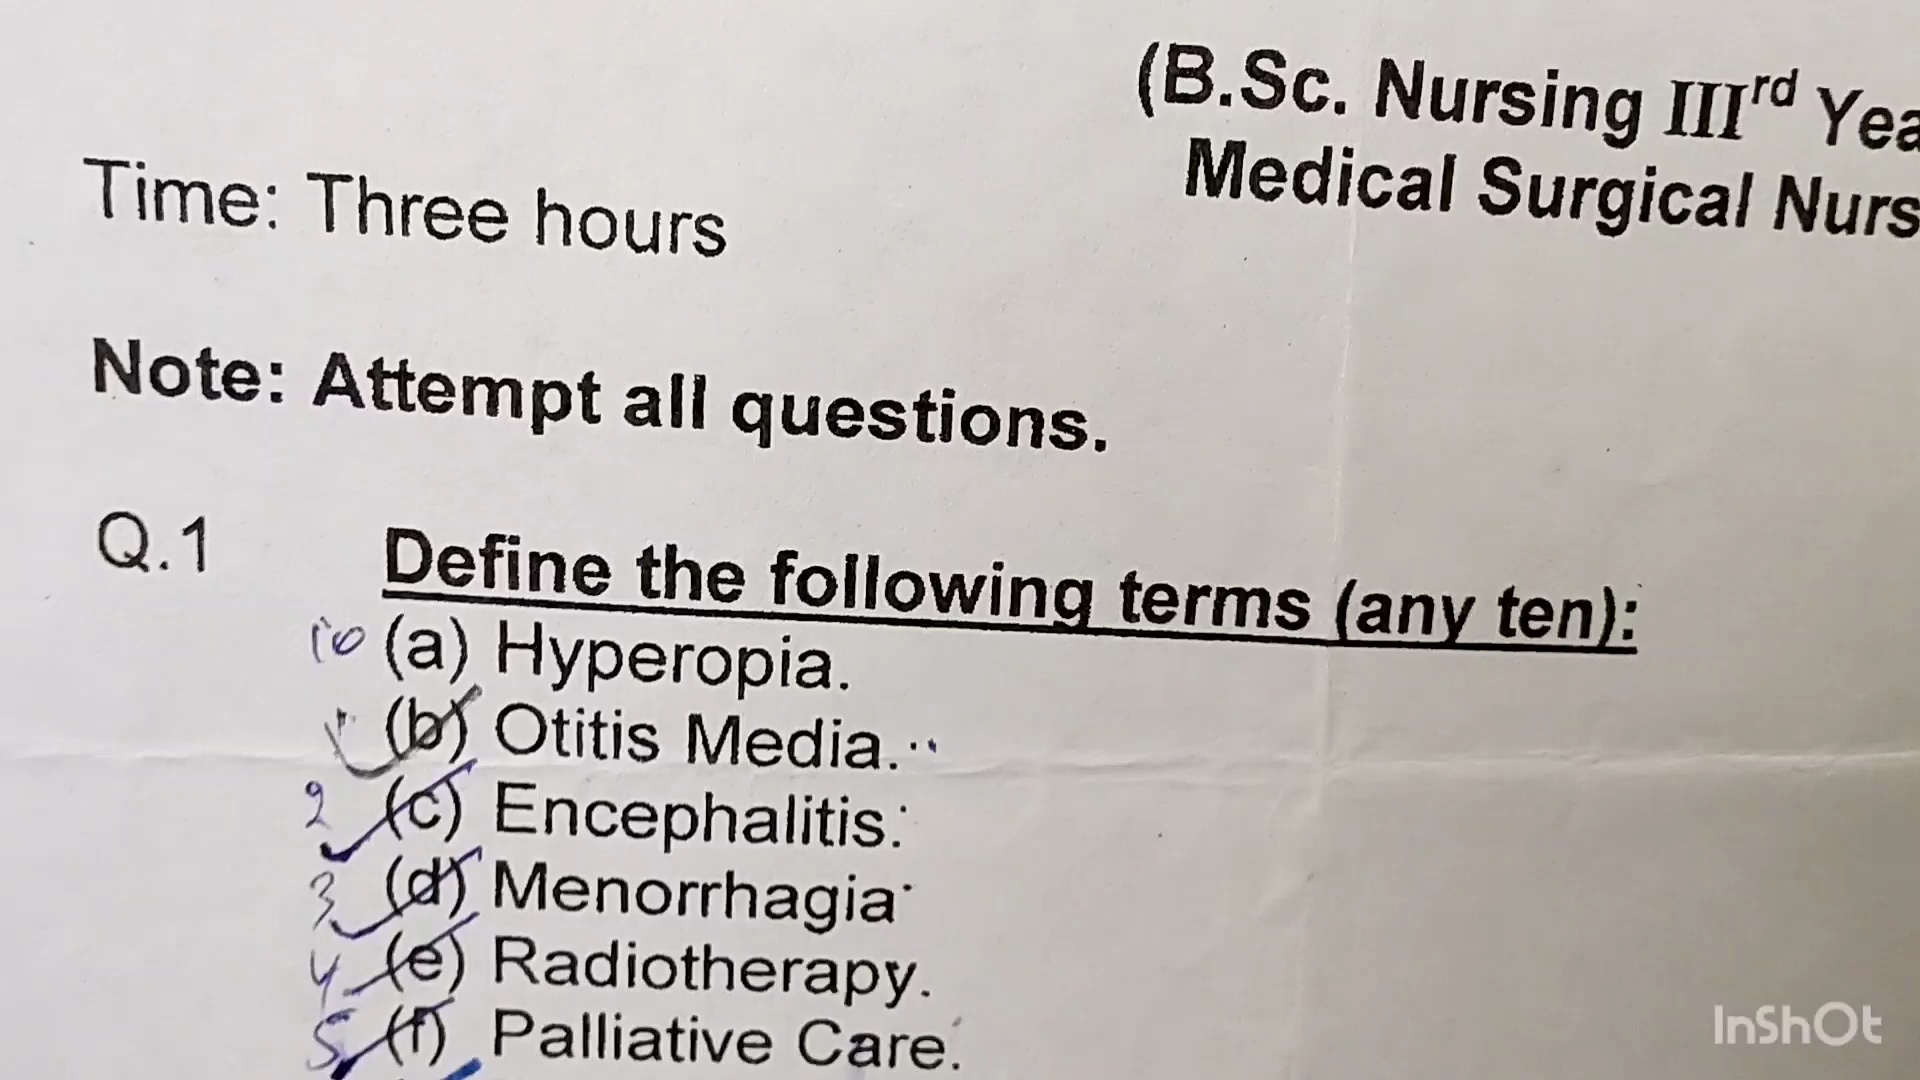 (B.Sc. Nursing IIIrd Yea
Medical Surgical Nurs
Time: Three hours
Note: Attempt all questions.
Q.1 Define the following terms (any ten):
10 (a) Hyperopia.
(b) Otitis Media.
2 (c) Encephalitis.
3 (d) Menorrhagia
4 (e) Radiotherapy.
5 (f) Palliative Care.
InShOt